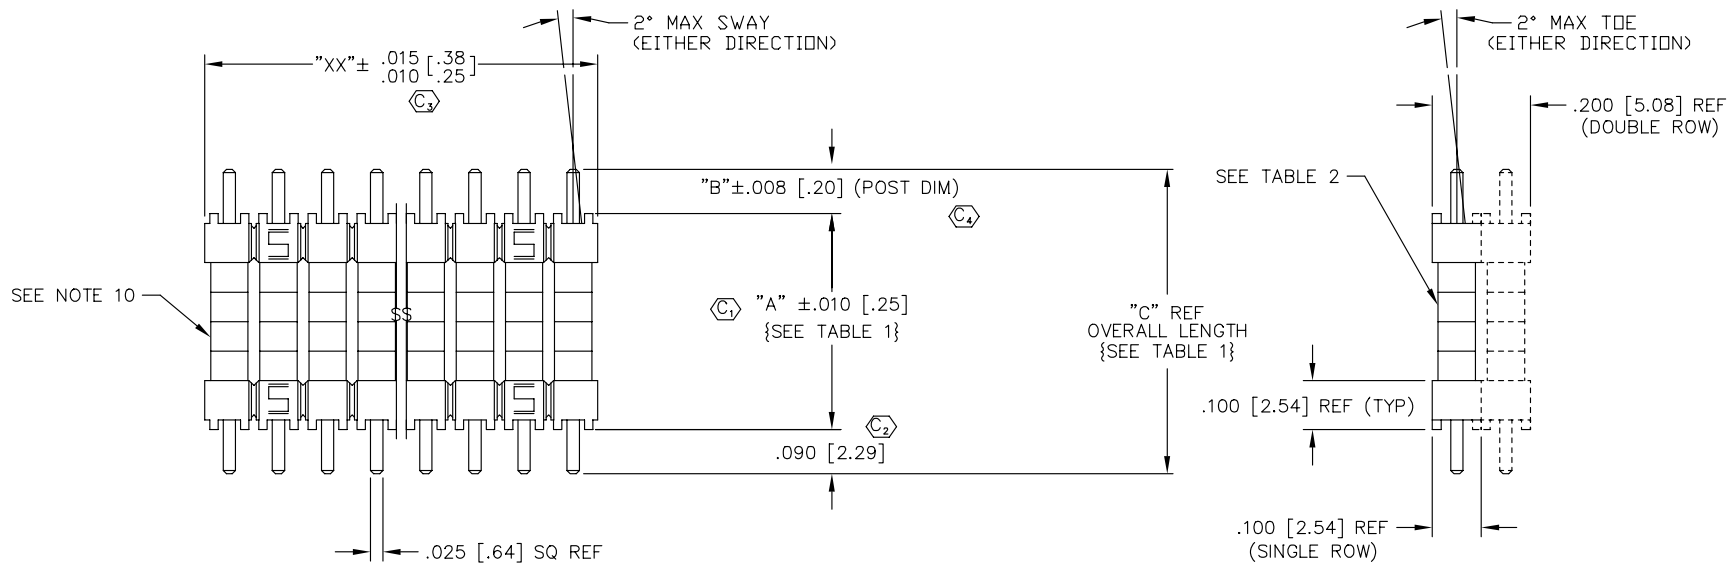 2° MAX SWAY
(EITHER DIRECTION)
"XX"± .015 [.38
.010 .25]
C3
"B"±.008 [.20] (POST DIM)
C4
SEE NOTE 10
SS
C1 "A" ±.010 [.25]
{SEE TABLE 1}
"C" REF
OVERALL LENGTH
{SEE TABLE 1}
C2
.090 [2.29]
.025 [.64] SQ REF
2° MAX TOE
(EITHER DIRECTION)
.200 [5.08] REF
(DOUBLE ROW)
SEE TABLE 2
.100 [2.54] REF (TYP)
.100 [2.54] REF
(SINGLE ROW)
S
S
S
S